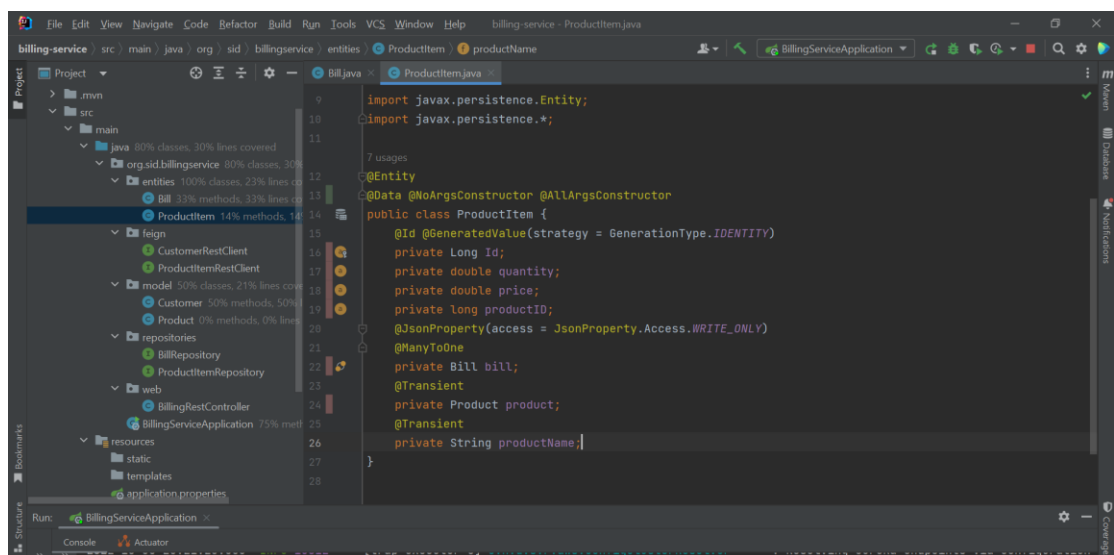 File Edit View Navigate Code Refactor Build Run Tools VCS Window Help billing-service - ProductItem.java
billing-service src main java org sid billingservice entities ProductItem productName BillingServiceApplication
Project
Project
Bill.java
ProductItem.java
Maven
Database
Notifications
.mvn
src
main
java 80% classes, 30% lines covered
org.sid.billingservice 80% classes, 30%
entities 100% classes, 23% lines co
Bill 33% methods, 33% lines co
ProductItem 14% methods, 14%
feign
CustomerRestClient
ProductItemRestClient
model 50% classes, 21% lines cove
Customer 50% methods, 50%
Product 0% methods, 0% lines
repositories
BillRepository
ProductItemRepository
web
BillingRestController
BillingServiceApplication 75% meth
resources
static
templates
application.properties
9 import javax.persistence.Entity;
10 import javax.persistence.*;
11
7 usages
12 @Entity
13 @Data @NoArgsConstructor @AllArgsConstructor
14 public class ProductItem {
15 @Id @GeneratedValue(strategy = GenerationType.IDENTITY)
16 private Long Id;
17 private double quantity;
18 private double price;
19 private long productID;
20 @JsonProperty(access = JsonProperty.Access.WRITE_ONLY)
21 @ManyToOne
22 private Bill bill;
23 @Transient
24 private Product product;
25 @Transient
26 private String productName;
27 }
28
Bookmarks
Structure
Coverage
Run: BillingServiceApplication
Console Actuator